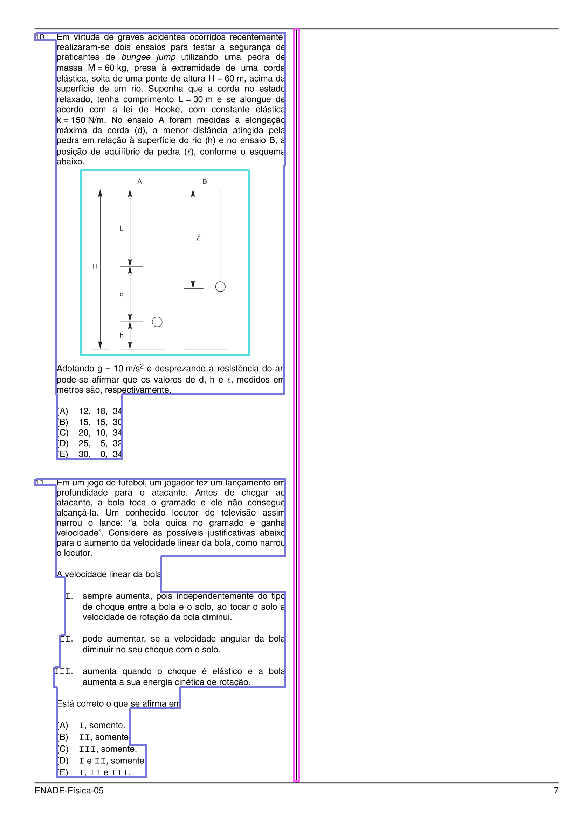 10. Em virtude de graves acidentes ocorridos recentemente,
realizaram-se dois ensaios para testar a segurança de
praticantes de bungee jump utilizando uma pedra de
massa M = 60 kg, presa à extremidade de uma corda
elástica, solta de uma ponte de altura H = 60 m, acima da
superfície de um rio. Suponha que a corda no estado
relaxado, tenha comprimento L = 30 m e se alongue de
acordo com a lei de Hooke, com constante elástica
k = 150 N/m. No ensaio A foram medidas a elongação
máxima da corda (d), a menor distância atingida pela
pedra em relação à superfície do rio (h) e no ensaio B, a
posição de equilíbrio da pedra (ℓ), conforme o esquema
abaixo.
A B
L
ℓ
H
d
h
Adotando g = 10 m/s² e desprezando a resistência do ar
pode-se afirmar que os valores de d, h e ℓ, medidos em
metros são, respectivamente,
(A) 12, 18, 34
(B) 15, 15, 30
(C) 20, 10, 34
(D) 25, 5, 32
(E) 30, 0, 34
11. Em um jogo de futebol, um jogador fez um lançamento em
profundidade para o atacante. Antes de chegar ao
atacante, a bola toca o gramado e ele não consegue
alcançá-la. Um conhecido locutor de televisão assim
narrou o lance: “a bola quica no gramado e ganha
velocidade”. Considere as possíveis justificativas abaixo
para o aumento da velocidade linear da bola, como narrou
o locutor.
A velocidade linear da bola
I. sempre aumenta, pois independentemente do tipo
de choque entre a bola e o solo, ao tocar o solo a
velocidade de rotação da bola diminui.
II. pode aumentar, se a velocidade angular da bola
diminuir no seu choque com o solo.
III. aumenta quando o choque é elástico e a bola
aumenta a sua energia cinética de rotação.
Está correto o que se afirma em
(A) I, somente.
(B) II, somente
(C) III, somente.
(D) I e II, somente
(E) I, II e III.
ENADE-Física-05 7